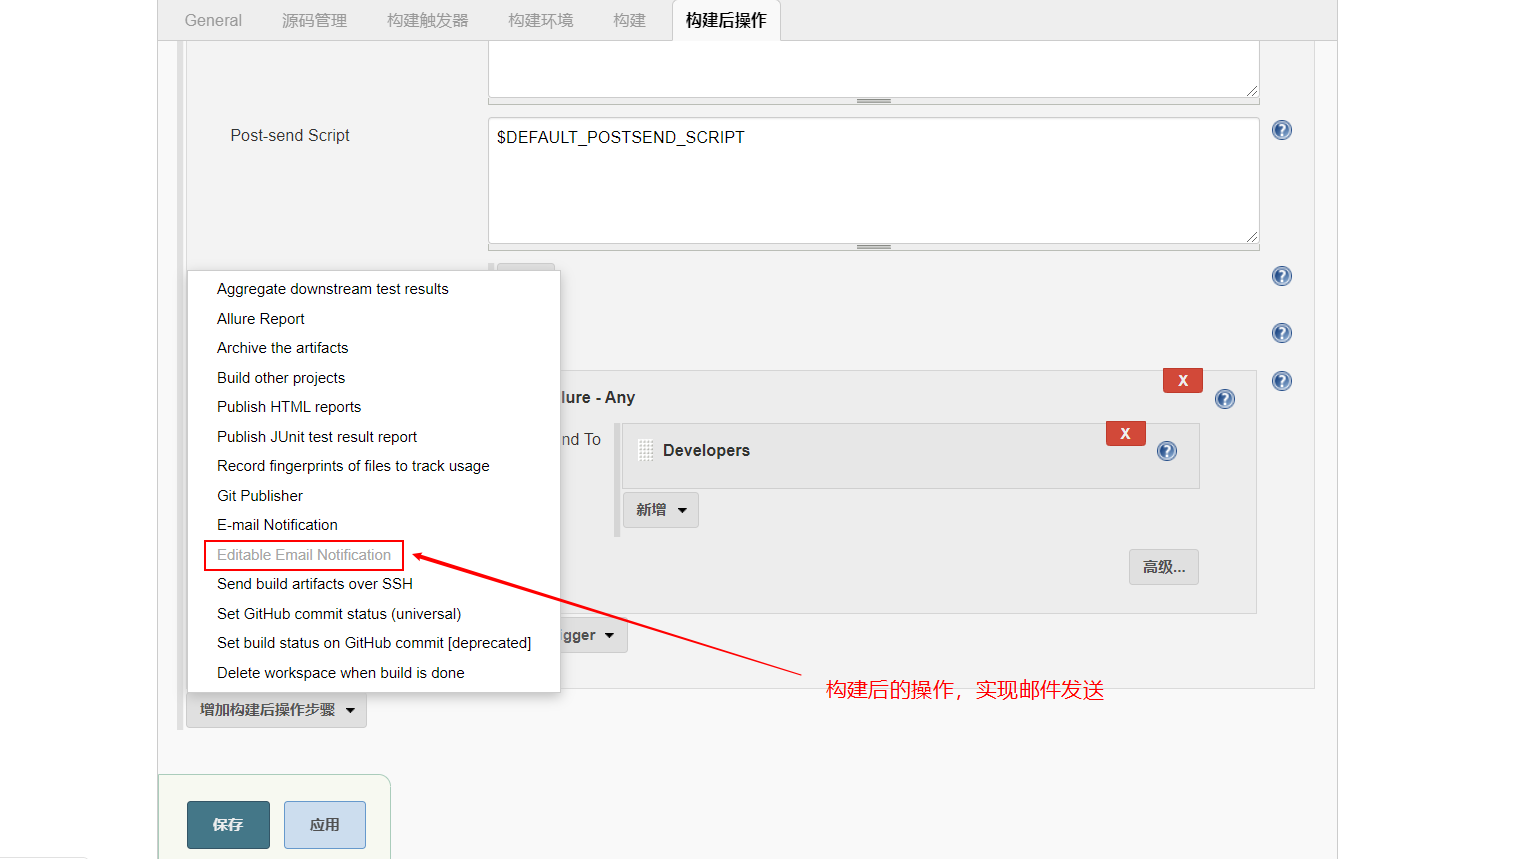 General 源码管理 构建触发器 构建环境 构建 构建后操作
Post-send Script
$DEFAULT_POSTSEND_SCRIPT
Aggregate downstream test results
Allure Report
Archive the artifacts
Build other projects
Publish HTML reports
Publish JUnit test result report
Record fingerprints of files to track usage
Git Publisher
E-mail Notification
Editable Email Notification
Send build artifacts over SSH
Set GitHub commit status (universal)
Set build status on GitHub commit [deprecated]
Delete workspace when build is done
lure - Any
X
nd To
Developers
X
新增
高级...
igger
构建后的操作，实现邮件发送
增加构建后操作步骤
保存 应用